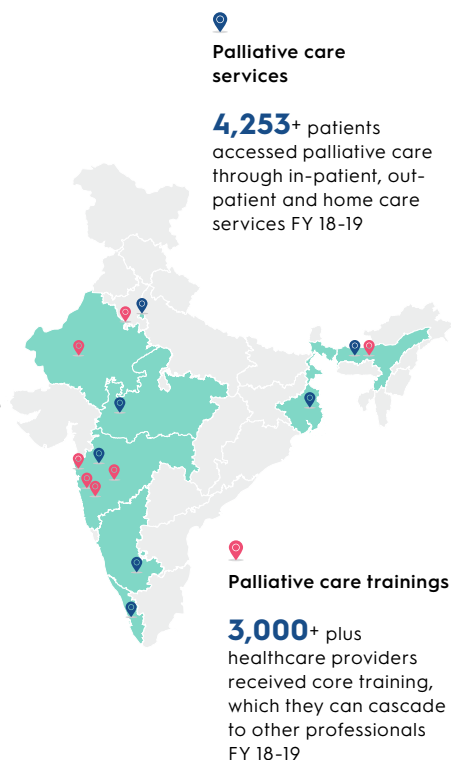 Palliative care
services
4,253+ patients
accessed palliative care
through in-patient, out-
patient and home care
services FY 18-19
Palliative care trainings
3,000+ plus
healthcare providers
received core training,
which they can cascade
to other professionals
FY 18-19